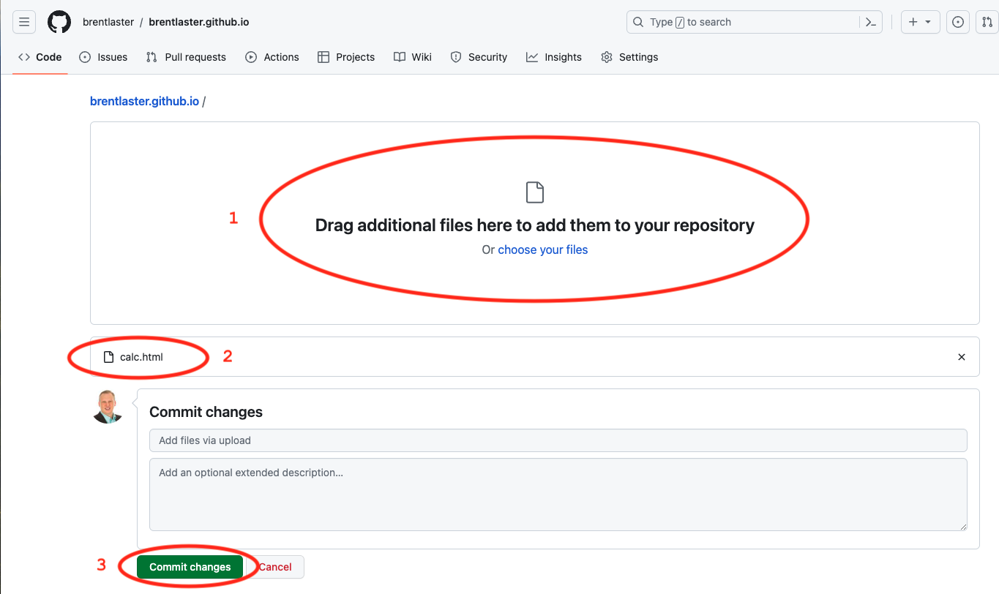 brentlaster / brentlaster.github.io
Type / to search
Code Issues Pull requests Actions Projects Wiki Security Insights Settings
brentlaster.github.io /
1
Drag additional files here to add them to your repository
Or choose your files
calc.html
2
Commit changes
Add files via upload
Add an optional extended description...
3
Commit changes
Cancel